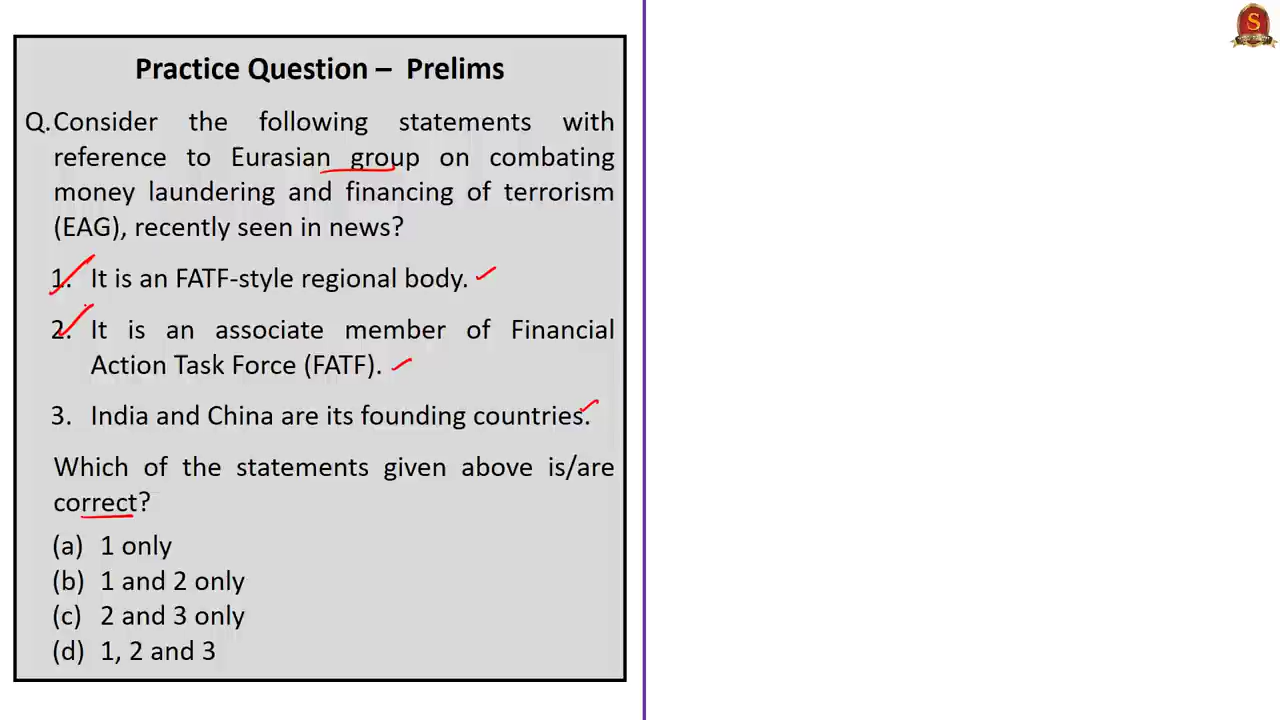 Practice Question – Prelims
Q. Consider the following statements with
reference to Eurasian group on combating
money laundering and financing of terrorism
(EAG), recently seen in news?
1. It is an FATF-style regional body.
2. It is an associate member of Financial
Action Task Force (FATF).
3. India and China are its founding countries.
Which of the statements given above is/are
correct?
(a) 1 only
(b) 1 and 2 only
(c) 2 and 3 only
(d) 1, 2 and 3
S